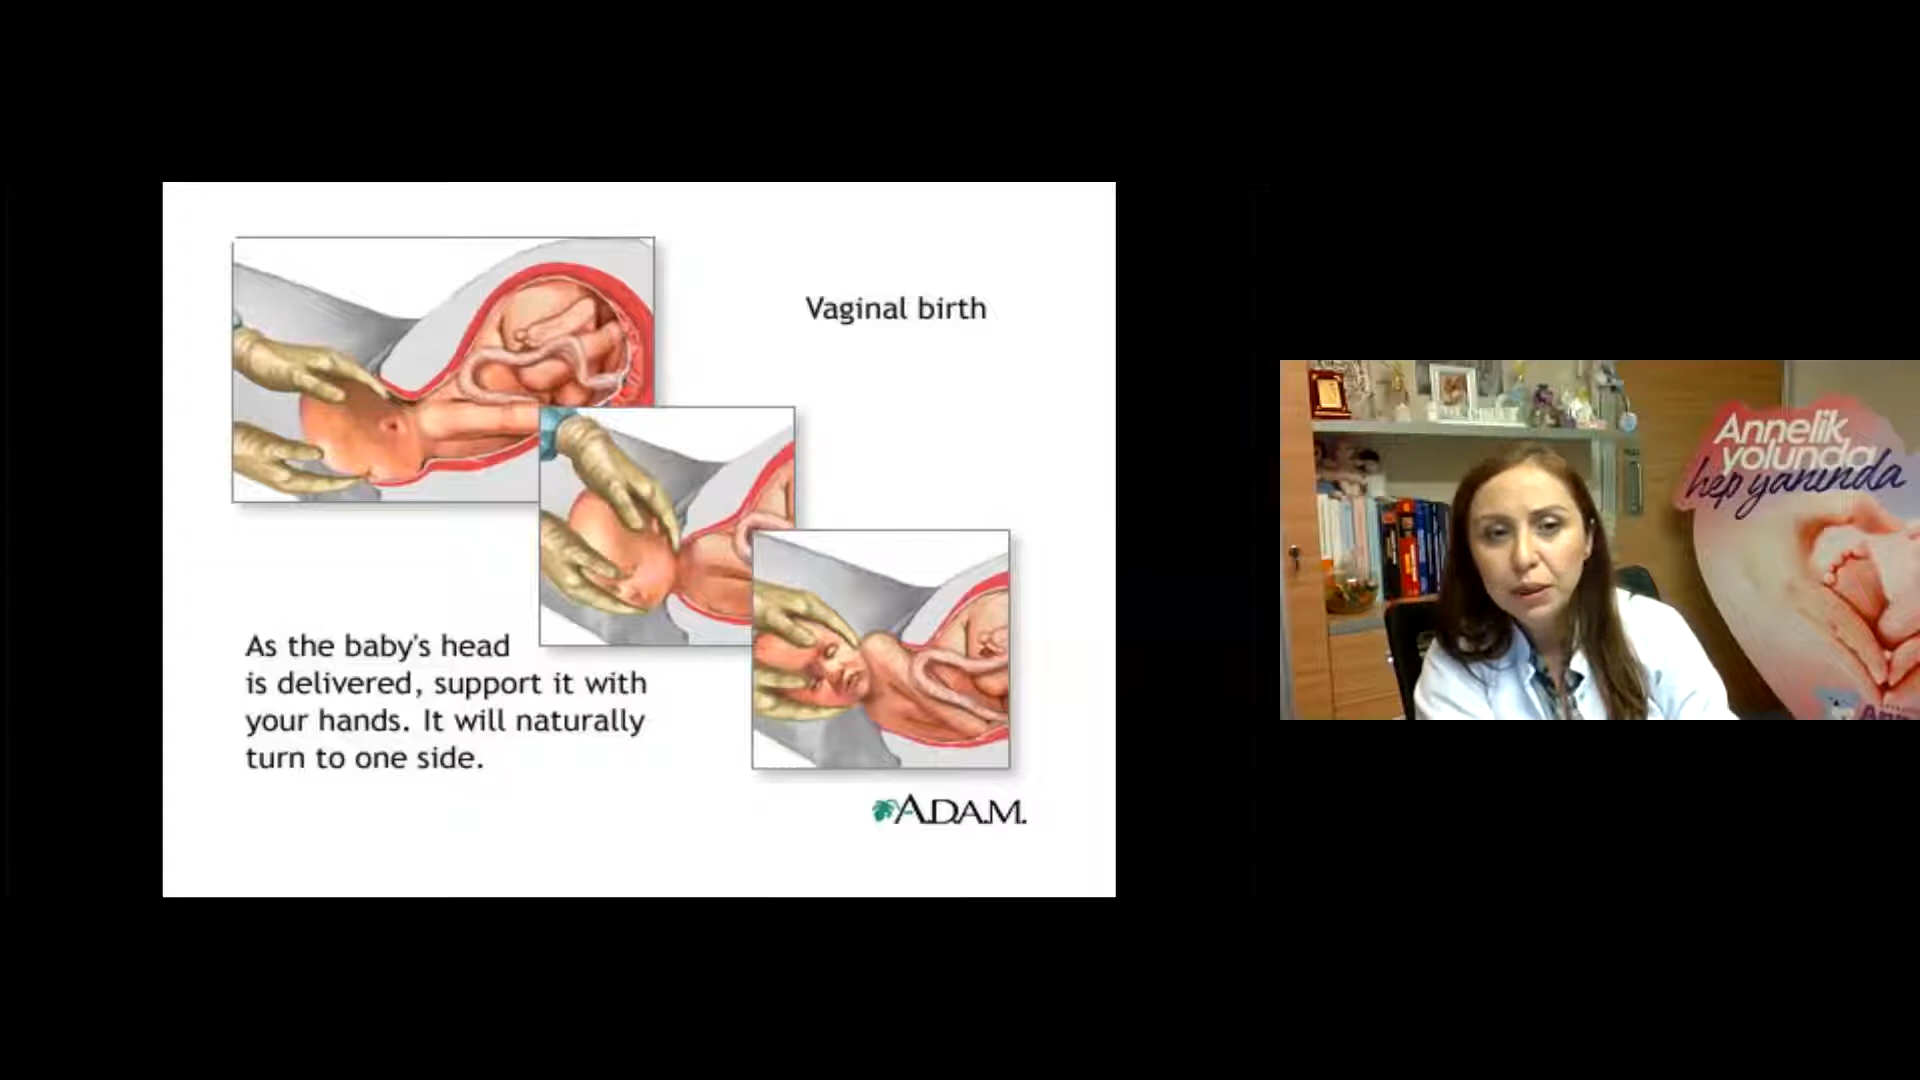 Vaginal birth
As the baby's head
is delivered, support it with
your hands. It will naturally
turn to one side.
A.D.A.M.
Annelik
yolunda
hep yanında